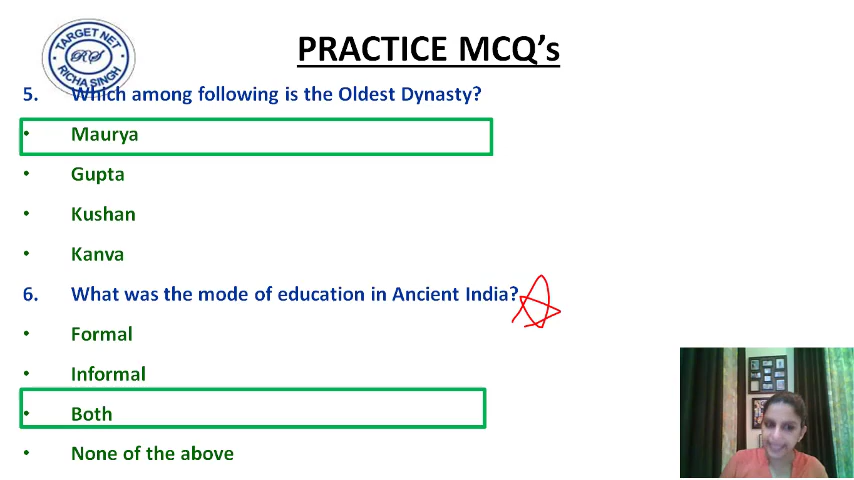 TARGET NET
RS
RICHA SINGH
PRACTICE MCQ's
5. Which among following is the Oldest Dynasty?
• Maurya
• Gupta
• Kushan
• Kanva
6. What was the mode of education in Ancient India?
• Formal
• Informal
• Both
• None of the above